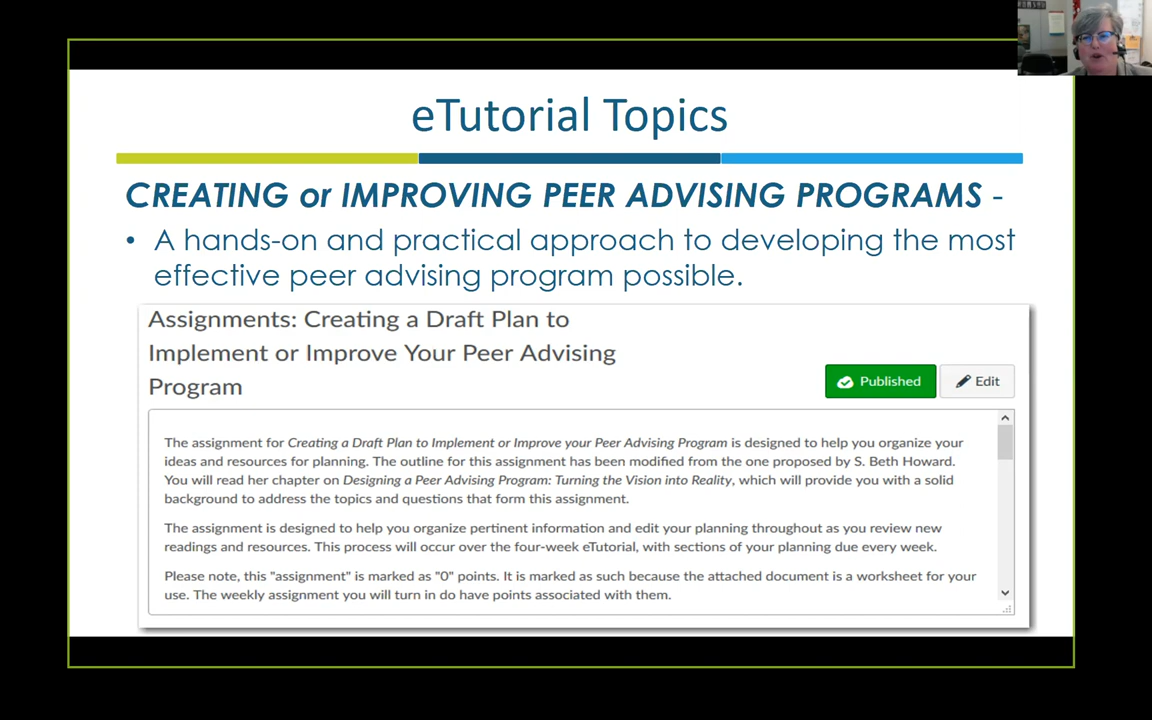 eTutorial Topics
CREATING or IMPROVING PEER ADVISING PROGRAMS -
• A hands-on and practical approach to developing the most
effective peer advising program possible.
Assignments: Creating a Draft Plan to
Implement or Improve Your Peer Advising
Program
Published
Edit
The assignment for Creating a Draft Plan to Implement or Improve your Peer Advising Program is designed to help you organize your
ideas and resources for planning. The outline for this assignment has been modified from the one proposed by S. Beth Howard.
You will read her chapter on Designing a Peer Advising Program: Turning the Vision into Reality, which will provide you with a solid
background to address the topics and questions that form this assignment.
The assignment is designed to help you organize pertinent information and edit your planning throughout as you review new
readings and resources. This process will occur over the four-week eTutorial, with sections of your planning due every week.
Please note, this "assignment" is marked as "0" points. It is marked as such because the attached document is a worksheet for your
use. The weekly assignment you will turn in do have points associated with them.